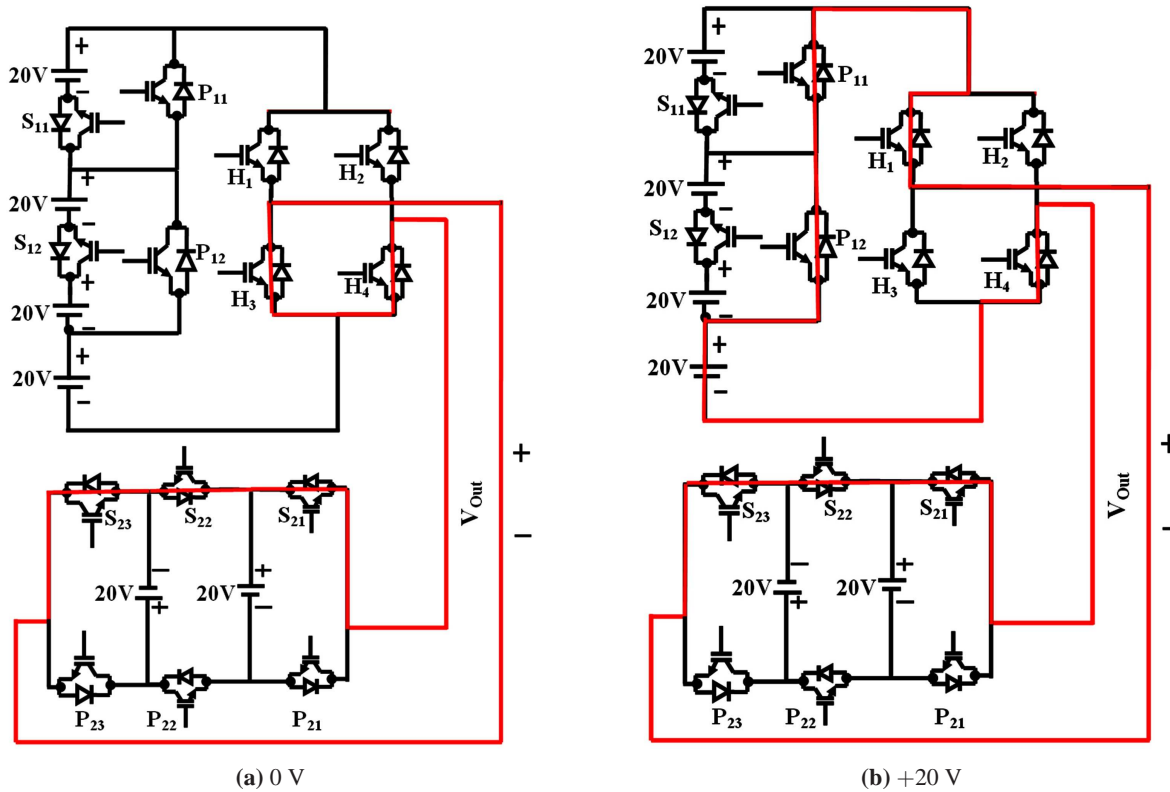 +
20V
−
S11
P11
+
20V
−
S12
P12
+
20V
−
+
20V
−
H1
H2
H3
H4
+
VOut
−
S23
S22
S21
−
20V
+
+
20V
−
P23
P22
P21
(a) 0 V
+
20V
−
S11
P11
+
20V
−
S12
P12
+
20V
−
+
20V
−
H1
H2
H3
H4
+
VOut
−
S23
S22
S21
−
20V
+
+
20V
−
P23
P22
P21
(b) +20 V